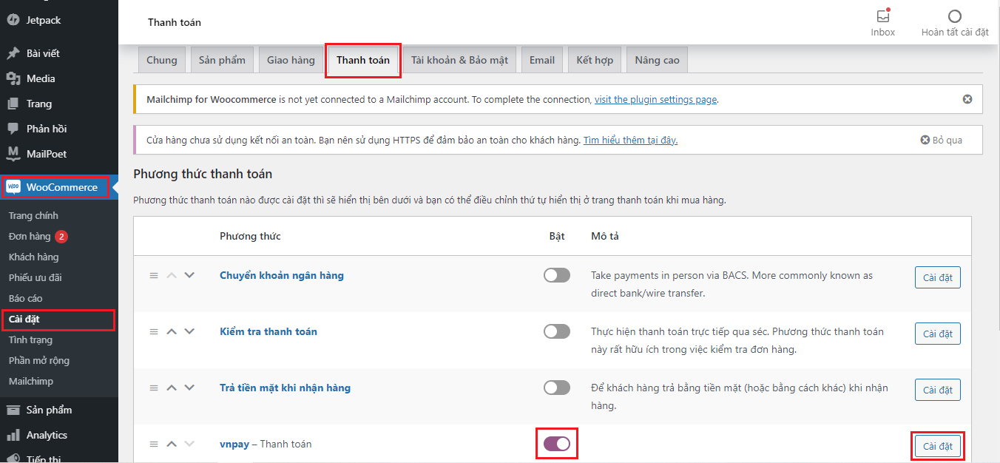 Jetpack
Bài viết
Media
Trang
Phản hồi
MailPoet
WooCommerce
Trang chính
Đơn hàng 2
Khách hàng
Phiếu ưu đãi
Báo cáo
Cài đặt
Tình trạng
Phần mở rộng
Mailchimp
Sản phẩm
Analytics
Tiếp thị
Thanh toán
Inbox
Hoàn tất cài đặt
Chung Sản phẩm Giao hàng Thanh toán Tài khoản & Bảo mật Email Kết hợp Nâng cao
Mailchimp for Woocommerce is not yet connected to a Mailchimp account. To complete the connection, visit the plugin settings page.
Cửa hàng chưa sử dụng kết nối an toàn. Bạn nên sử dụng HTTPS để đảm bảo an toàn cho khách hàng. Tìm hiểu thêm tại đây. Bỏ qua
Phương thức thanh toán
Phương thức thanh toán nào được cài đặt thì sẽ hiển thị bên dưới và bạn có thể điều chỉnh thứ tự hiển thị ở trang thanh toán khi mua hàng.
Phương thức Bật Mô tả
Chuyển khoản ngân hàng
Take payments in person via BACS. More commonly known as
direct bank/wire transfer.
Cài đặt
Kiểm tra thanh toán
Thực hiện thanh toán trực tiếp qua séc. Phương thức thanh toán
này rất hữu ích trong việc kiểm tra đơn hàng.
Cài đặt
Trả tiền mặt khi nhận hàng
Để khách hàng trả bằng tiền mặt (hoặc bằng cách khác) khi nhận
hàng.
Cài đặt
vnpay – Thanh toán
Cài đặt